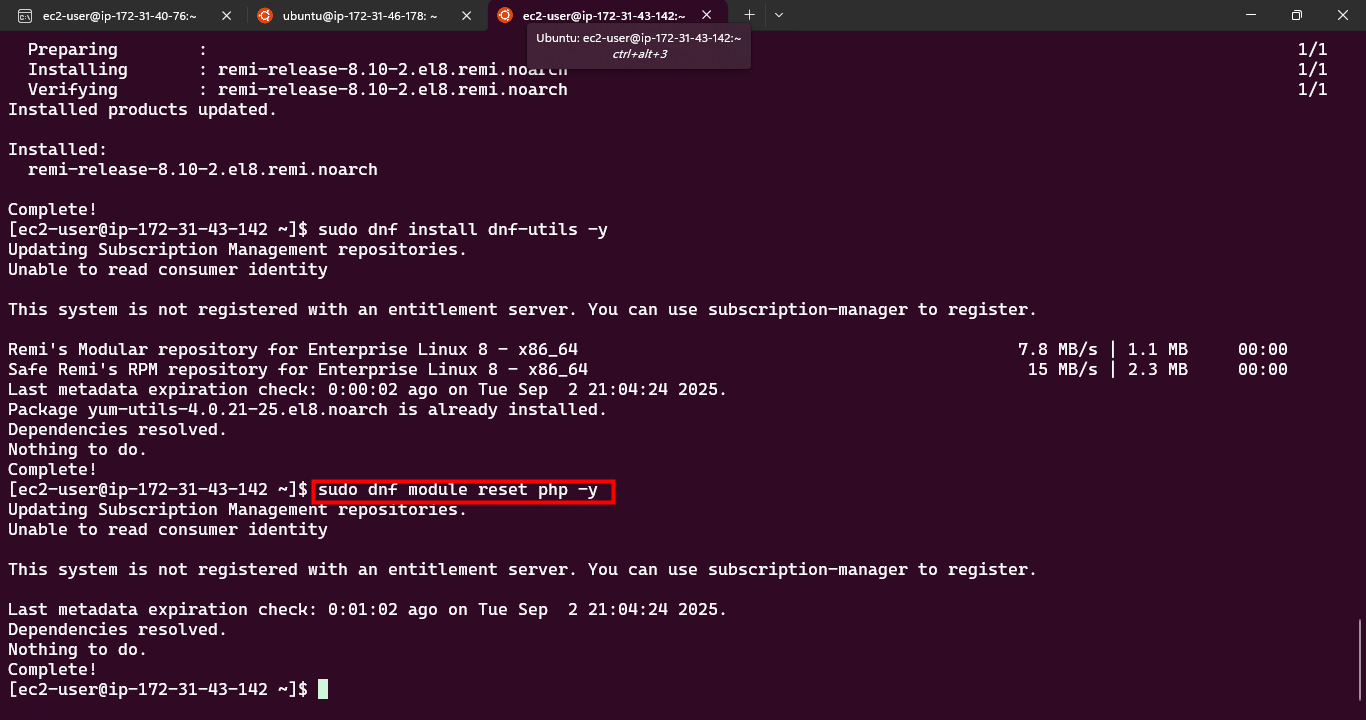 ec2-user@ip-172-31-40-76:~
ubuntu@ip-172-31-46-178: ~
ec2-user@ip-172-31-43-142:~
Ubuntu: ec2-user@ip-172-31-43-142:~
ctrl+alt+3
Preparing : 1/1
Installing : remi-release-8.10-2.el8.remi.noarch 1/1
Verifying : remi-release-8.10-2.el8.remi.noarch 1/1
Installed products updated.
Installed:
remi-release-8.10-2.el8.remi.noarch
Complete!
[ec2-user@ip-172-31-43-142 ~]$ sudo dnf install dnf-utils -y
Updating Subscription Management repositories.
Unable to read consumer identity
This system is not registered with an entitlement server. You can use subscription-manager to register.
Remi's Modular repository for Enterprise Linux 8 - x86_64 7.8 MB/s | 1.1 MB 00:00
Safe Remi's RPM repository for Enterprise Linux 8 - x86_64 15 MB/s | 2.3 MB 00:00
Last metadata expiration check: 0:00:02 ago on Tue Sep  2 21:04:24 2025.
Package yum-utils-4.0.21-25.el8.noarch is already installed.
Dependencies resolved.
Nothing to do.
Complete!
[ec2-user@ip-172-31-43-142 ~]$ sudo dnf module reset php -y
Updating Subscription Management repositories.
Unable to read consumer identity
This system is not registered with an entitlement server. You can use subscription-manager to register.
Last metadata expiration check: 0:01:02 ago on Tue Sep  2 21:04:24 2025.
Dependencies resolved.
Nothing to do.
Complete!
[ec2-user@ip-172-31-43-142 ~]$